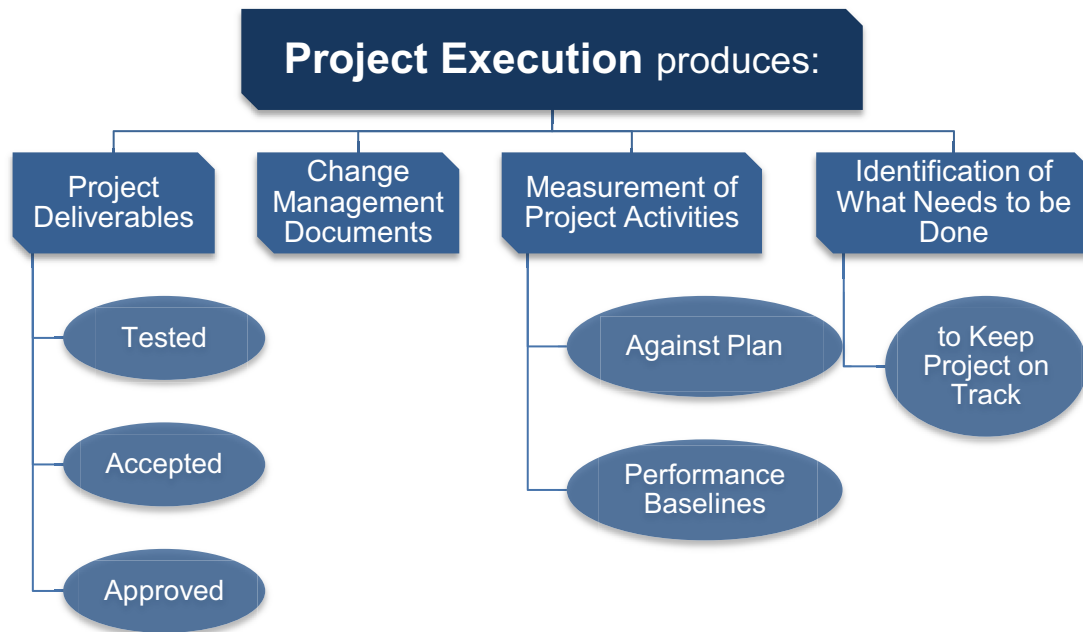 Project Execution produces:
Project
Deliverables
Change
Management
Documents
Measurement of
Project Activities
Identification of
What Needs to be
Done
Tested
Accepted
Approved
Against Plan
Performance
Baselines
to Keep
Project on
Track